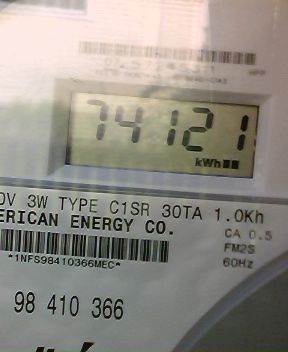 74121
kWh
0V 3W TYPE C1SR 30TA 1.0Kh
ERICAN ENERGY CO.
CA 0.5
FM2S
60Hz
*1NFS98410366MEC*
98 410 366